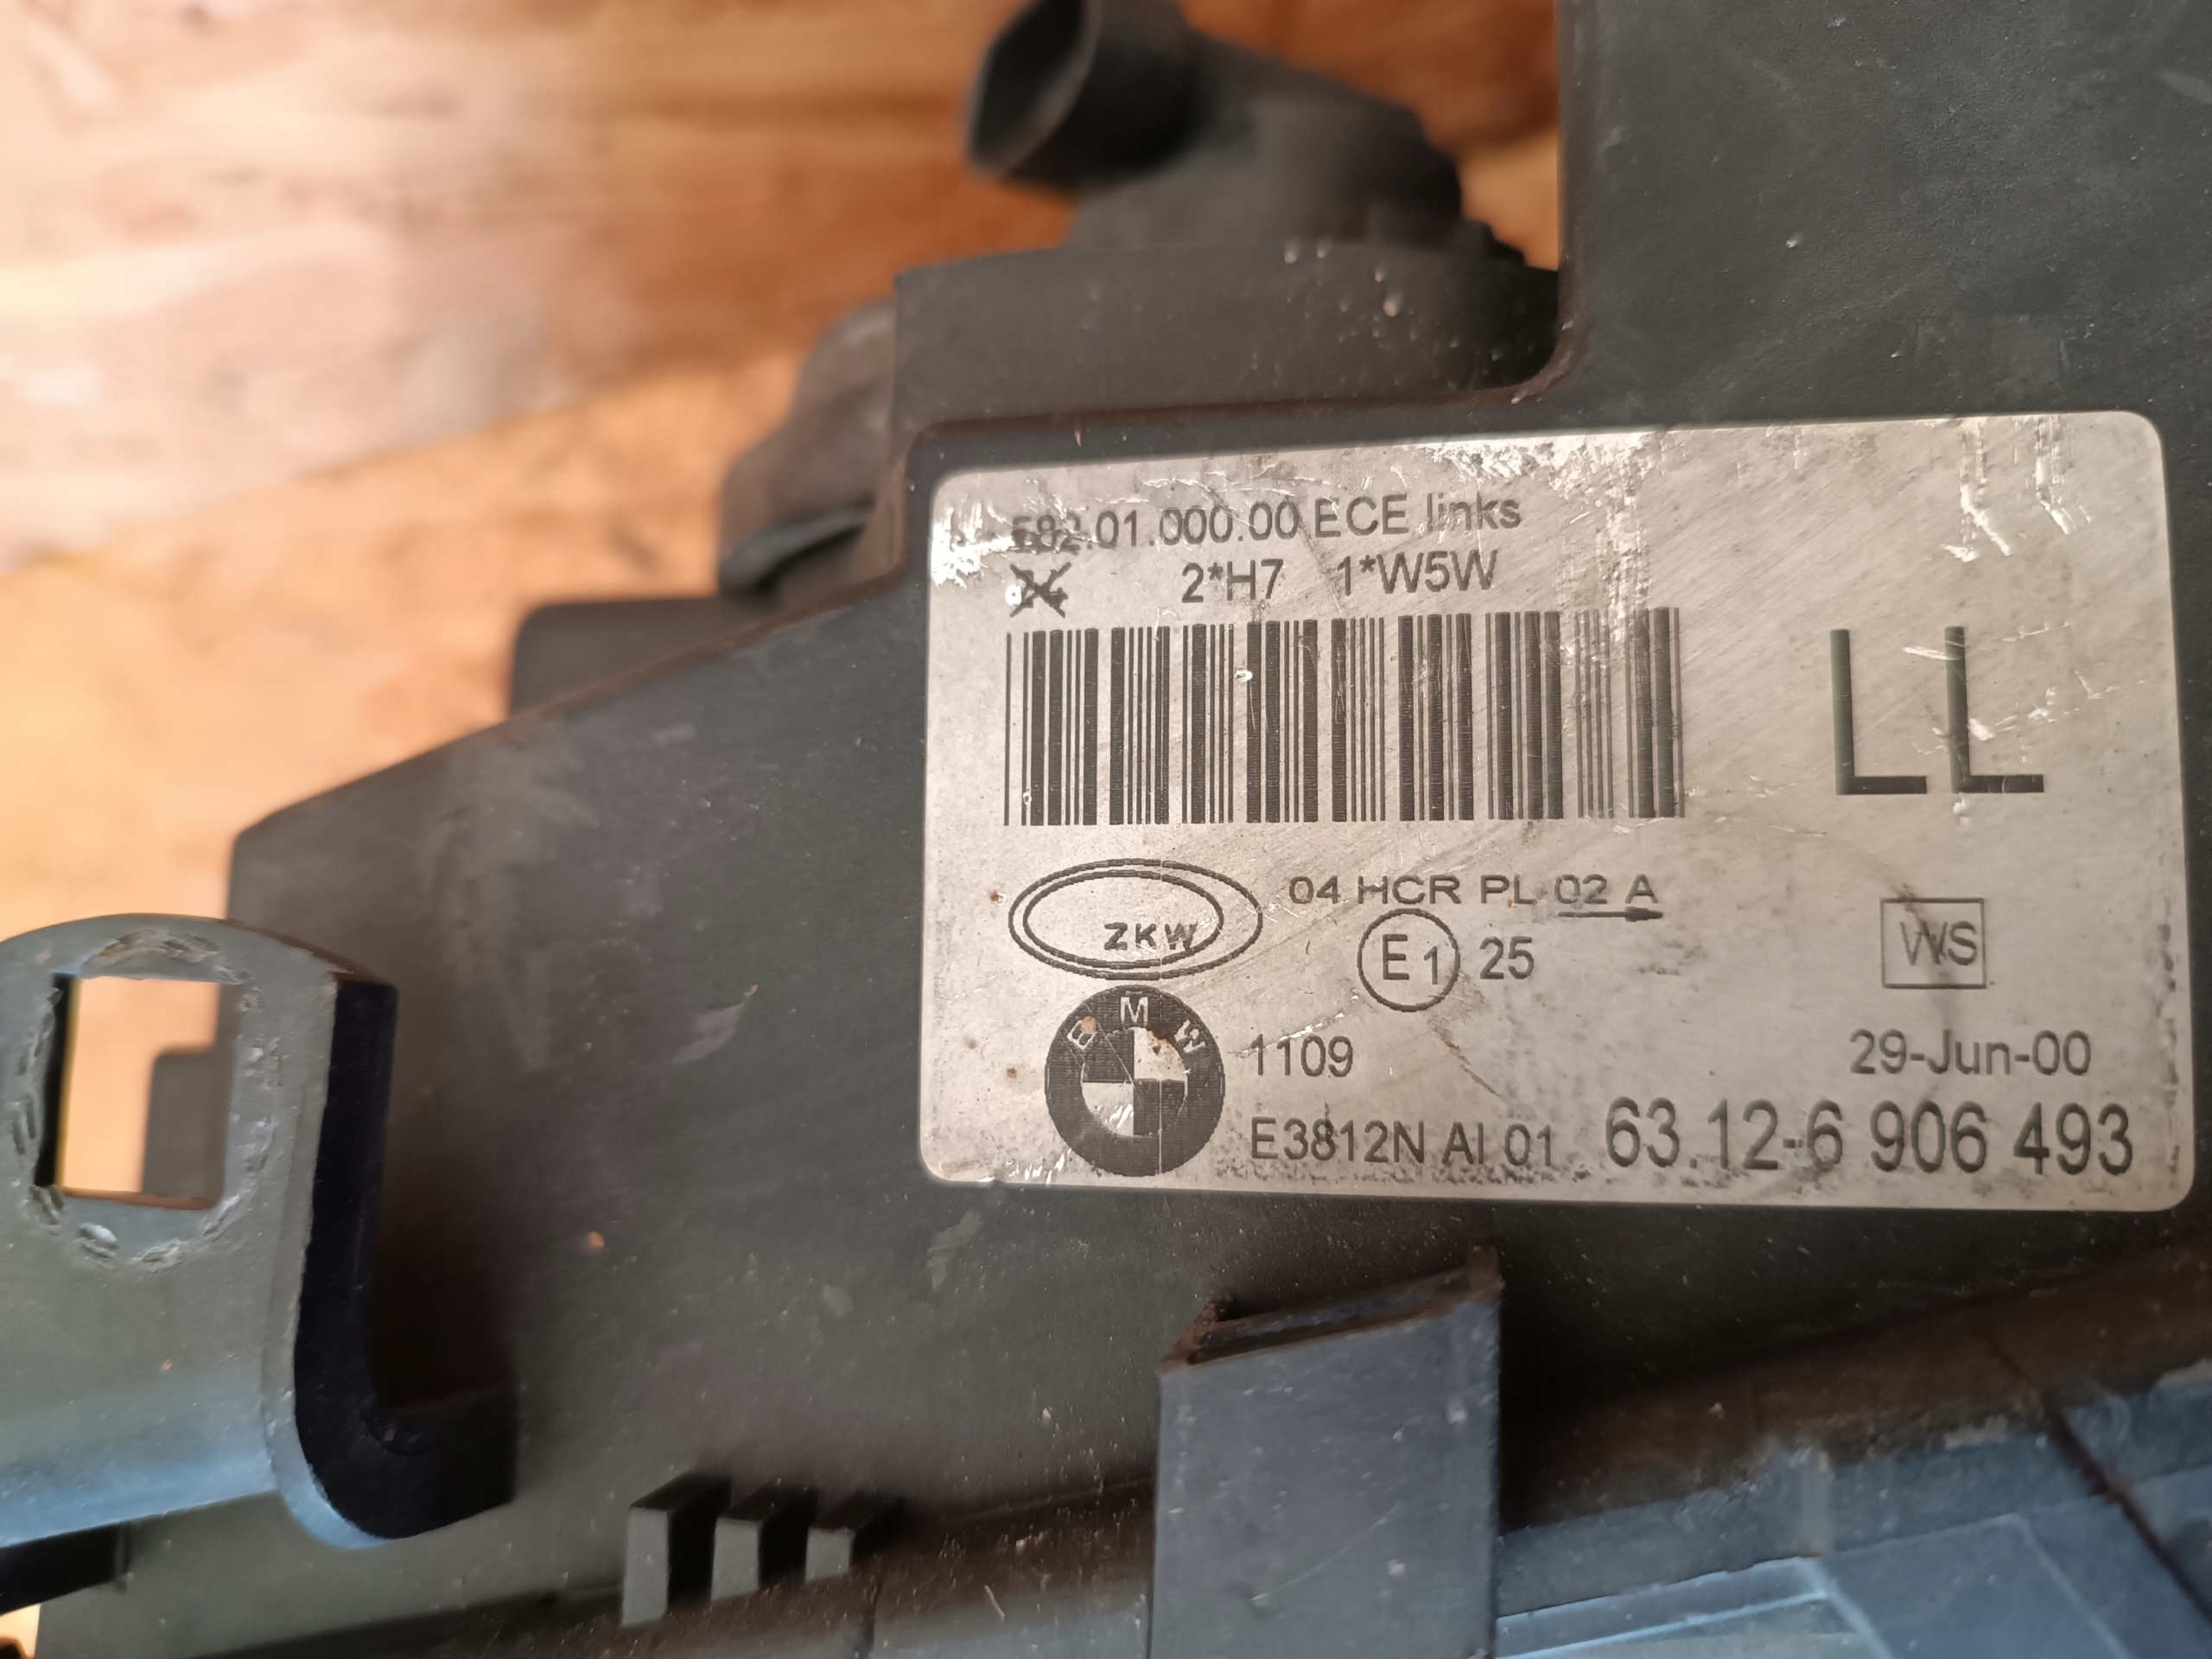 582.01.000.00 ECE links
2*H7 1*W5W
LL
ZKW
04 HCR PL 02 A
E1 25
WS
BMW
1109
29-Jun-00
E3812N AI 01 63.12-6 906 493